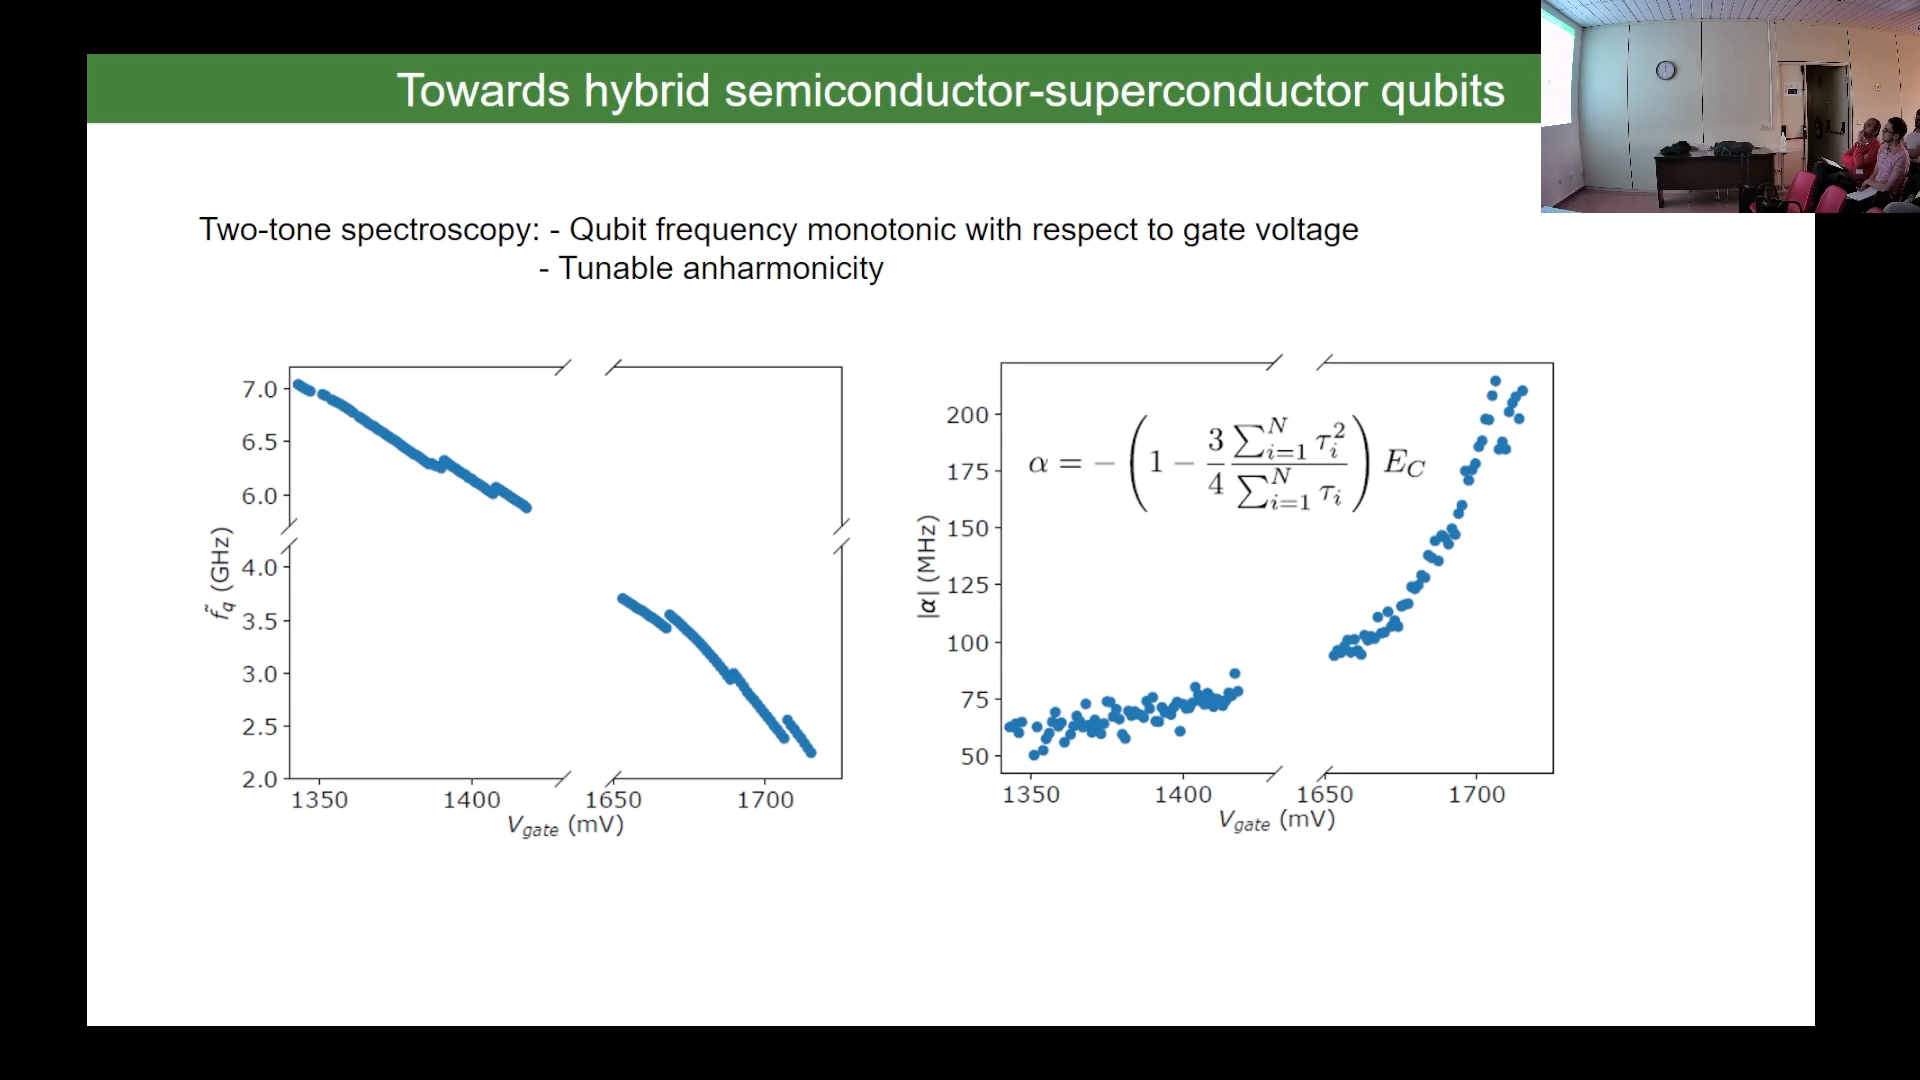 Towards hybrid semiconductor-superconductor qubits
Two-tone spectroscopy: - Qubit frequency monotonic with respect to gate voltage
- Tunable anharmonicity
7.0
6.5
6.0
4.0
3.5
3.0
2.5
2.0
f̃_q (GHz)
1350 1400 1650 1700
V_gate (mV)
200
175
150
125
100
75
50
|α| (MHz)
α = − (1 − 3/4 ∑_{i=1}^N τ_i^2 / ∑_{i=1}^N τ_i) E_C
1350 1400 1650 1700
V_gate (mV)